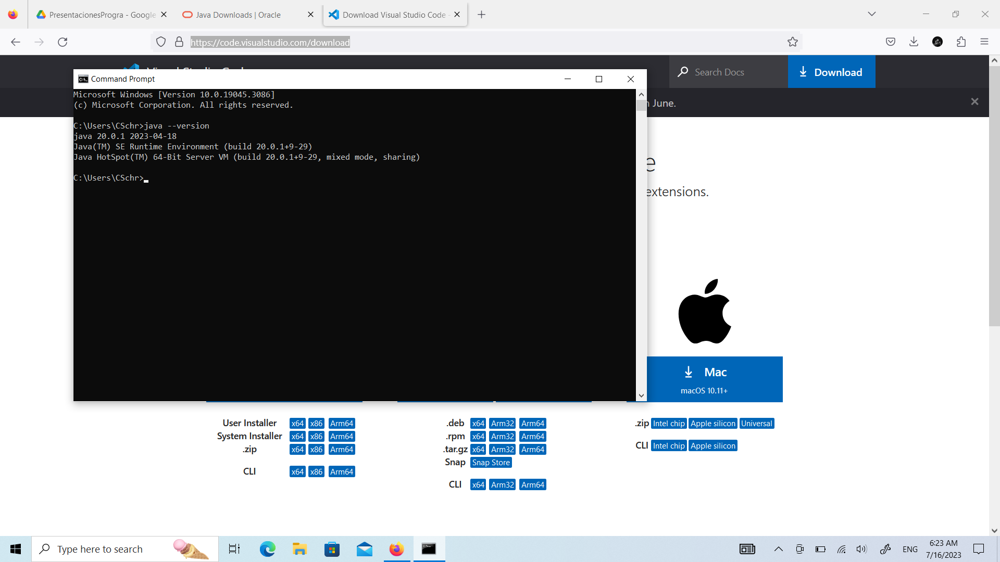 PresentacionesProgra - Google
Java Downloads | Oracle
Download Visual Studio Code -
https://code.visualstudio.com/download
Search Docs
Download
Command Prompt
June.
Microsoft Windows [Version 10.0.19045.3086]
(c) Microsoft Corporation. All rights reserved.
C:\Users\CSchr>java --version
java 20.0.1 2023-04-18
Java(TM) SE Runtime Environment (build 20.0.1+9-29)
Java HotSpot(TM) 64-Bit Server VM (build 20.0.1+9-29, mixed mode, sharing)
C:\Users\CSchr>
e
extensions.
Mac
macOS 10.11+
User Installer x64 x86 Arm64
System Installer x64 x86 Arm64
.zip x64 x86 Arm64
CLI x64 x86 Arm64
.deb x64 Arm32 Arm64
.rpm x64 Arm32 Arm64
.tar.gz x64 Arm32 Arm64
Snap Snap Store
CLI x64 Arm32 Arm64
.zip Intel chip Apple silicon Universal
CLI Intel chip Apple silicon
Type here to search
ENG
6:23 AM
7/16/2023